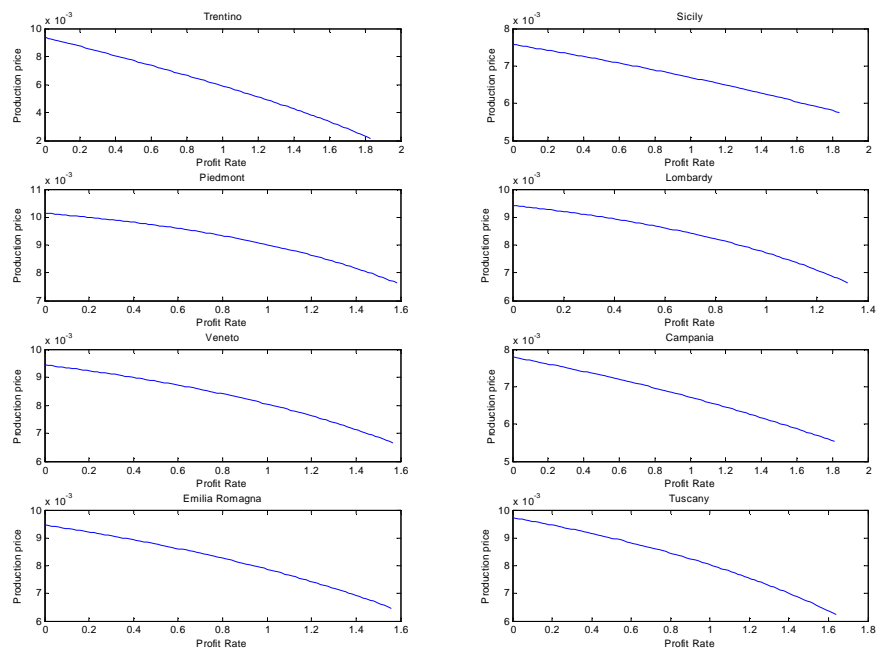 Trentino
x 10-3
Production price
10
8
6
4
2
0 0.2 0.4 0.6 0.8 1 1.2 1.4 1.6 1.8 2
Profit Rate
Sicily
x 10-3
Production price
8
7
6
5
0 0.2 0.4 0.6 0.8 1 1.2 1.4 1.6 1.8 2
Profit Rate
Piedmont
x 10-3
Production price
11
10
9
8
7
0 0.2 0.4 0.6 0.8 1 1.2 1.4 1.6
Profit Rate
Lombardy
x 10-3
Production price
10
9
8
7
6
0 0.2 0.4 0.6 0.8 1 1.2 1.4
Profit Rate
Veneto
x 10-3
Production price
10
9
8
7
6
0 0.2 0.4 0.6 0.8 1 1.2 1.4 1.6
Profit Rate
Campania
x 10-3
Production price
8
7
6
5
0 0.2 0.4 0.6 0.8 1 1.2 1.4 1.6 1.8 2
Profit Rate
Emilia Romagna
x 10-3
Production price
10
9
8
7
6
0 0.2 0.4 0.6 0.8 1 1.2 1.4 1.6
Profit Rate
Tuscany
x 10-3
Production price
10
9
8
7
6
0 0.2 0.4 0.6 0.8 1 1.2 1.4 1.6 1.8
Profit Rate